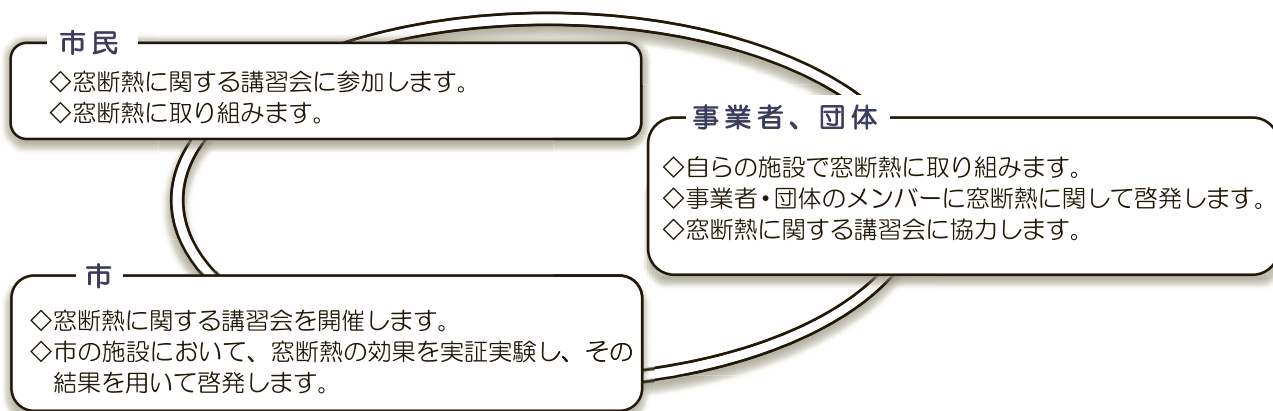 市民
◇窓断熱に関する講習会に参加します。
◇窓断熱に取り組みます。
事業者、団体
◇自らの施設で窓断熱に取り組みます。
◇事業者・団体のメンバーに窓断熱に関して啓発します。
◇窓断熱に関する講習会に協力します。
市
◇窓断熱に関する講習会を開催します。
◇市の施設において、窓断熱の効果を実証実験し、その
結果を用いて啓発します。